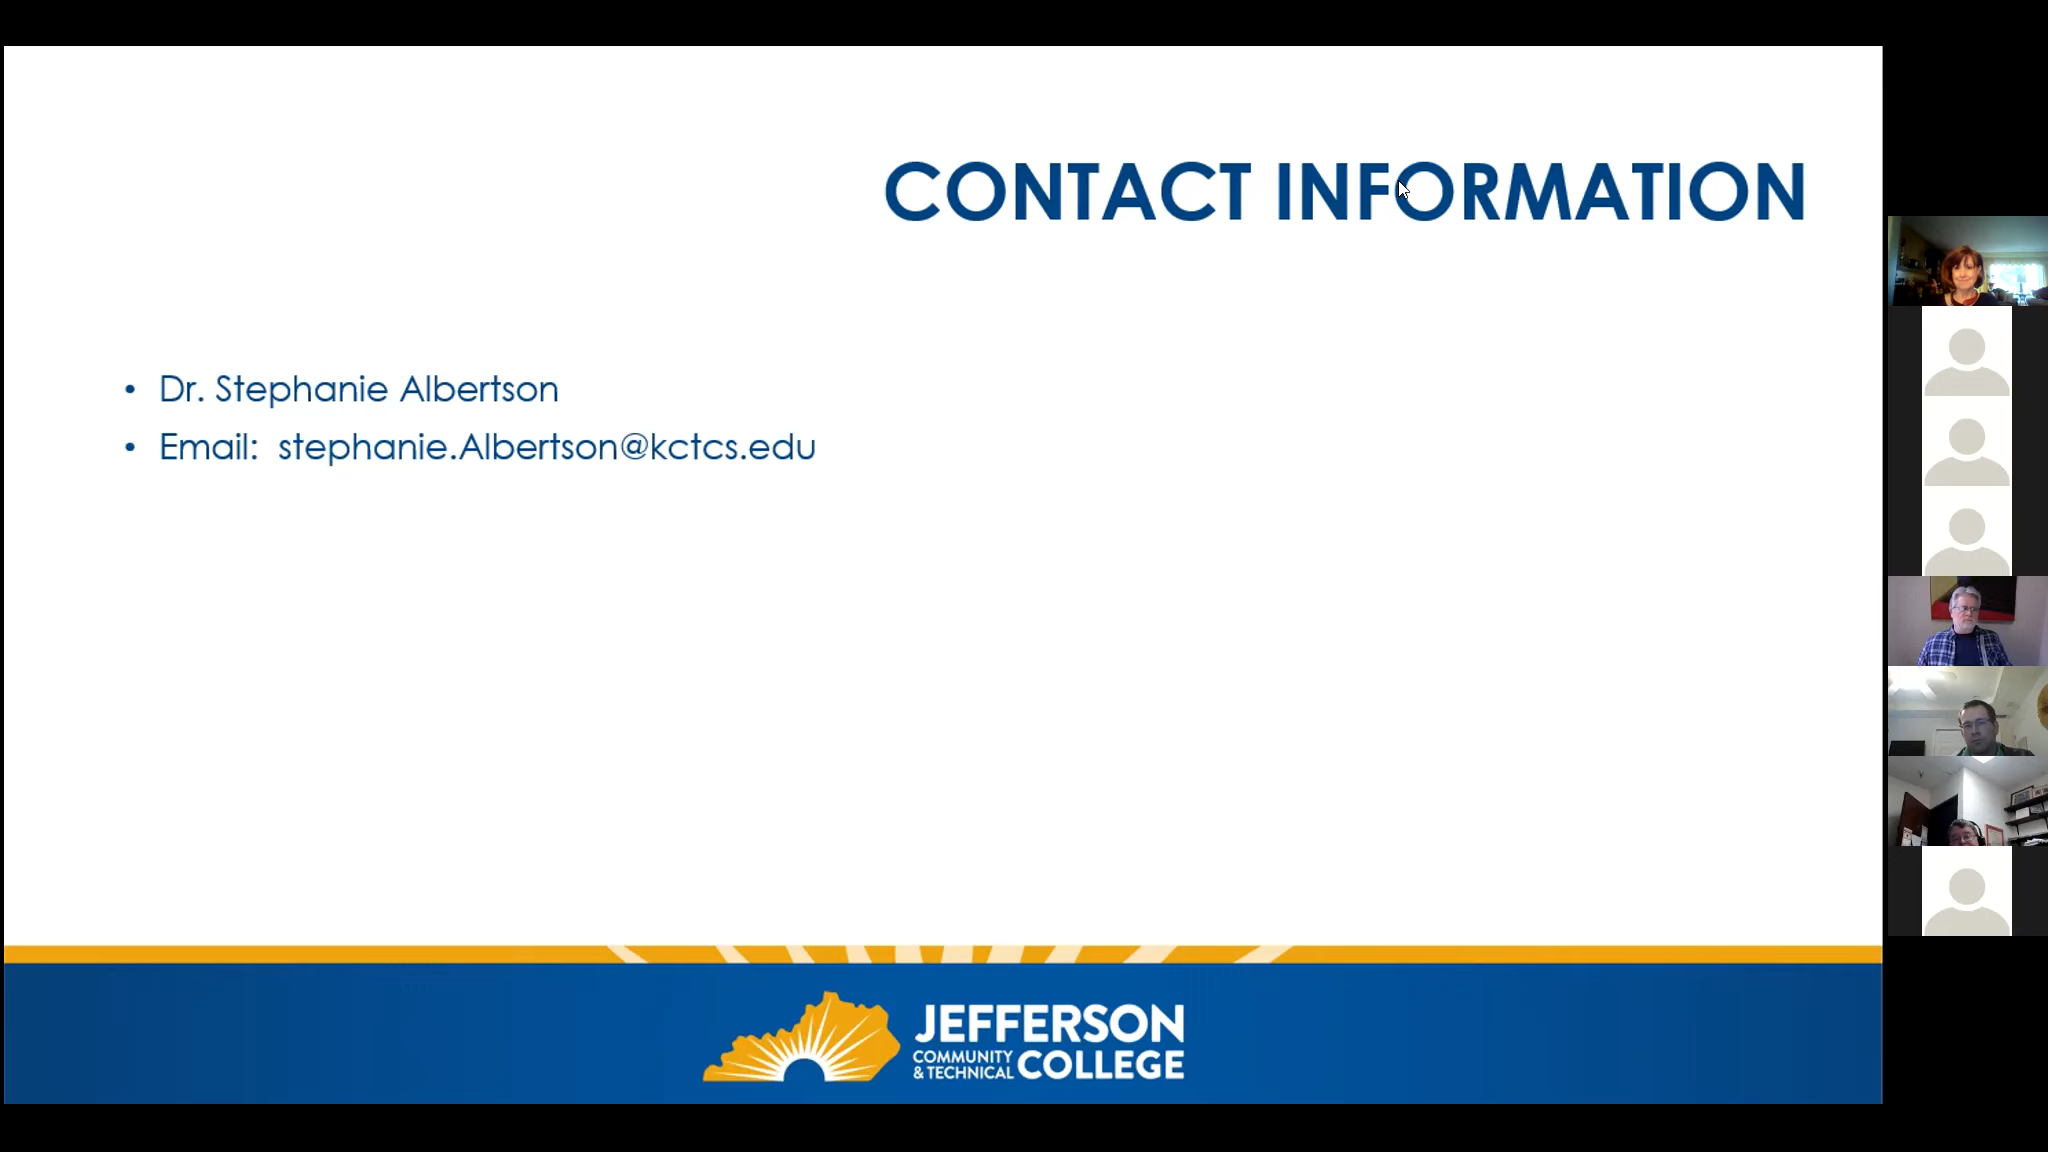 CONTACT INFORMATION
• Dr. Stephanie Albertson
• Email: stephanie.Albertson@kctcs.edu
JEFFERSON
COMMUNITY
& TECHNICAL COLLEGE